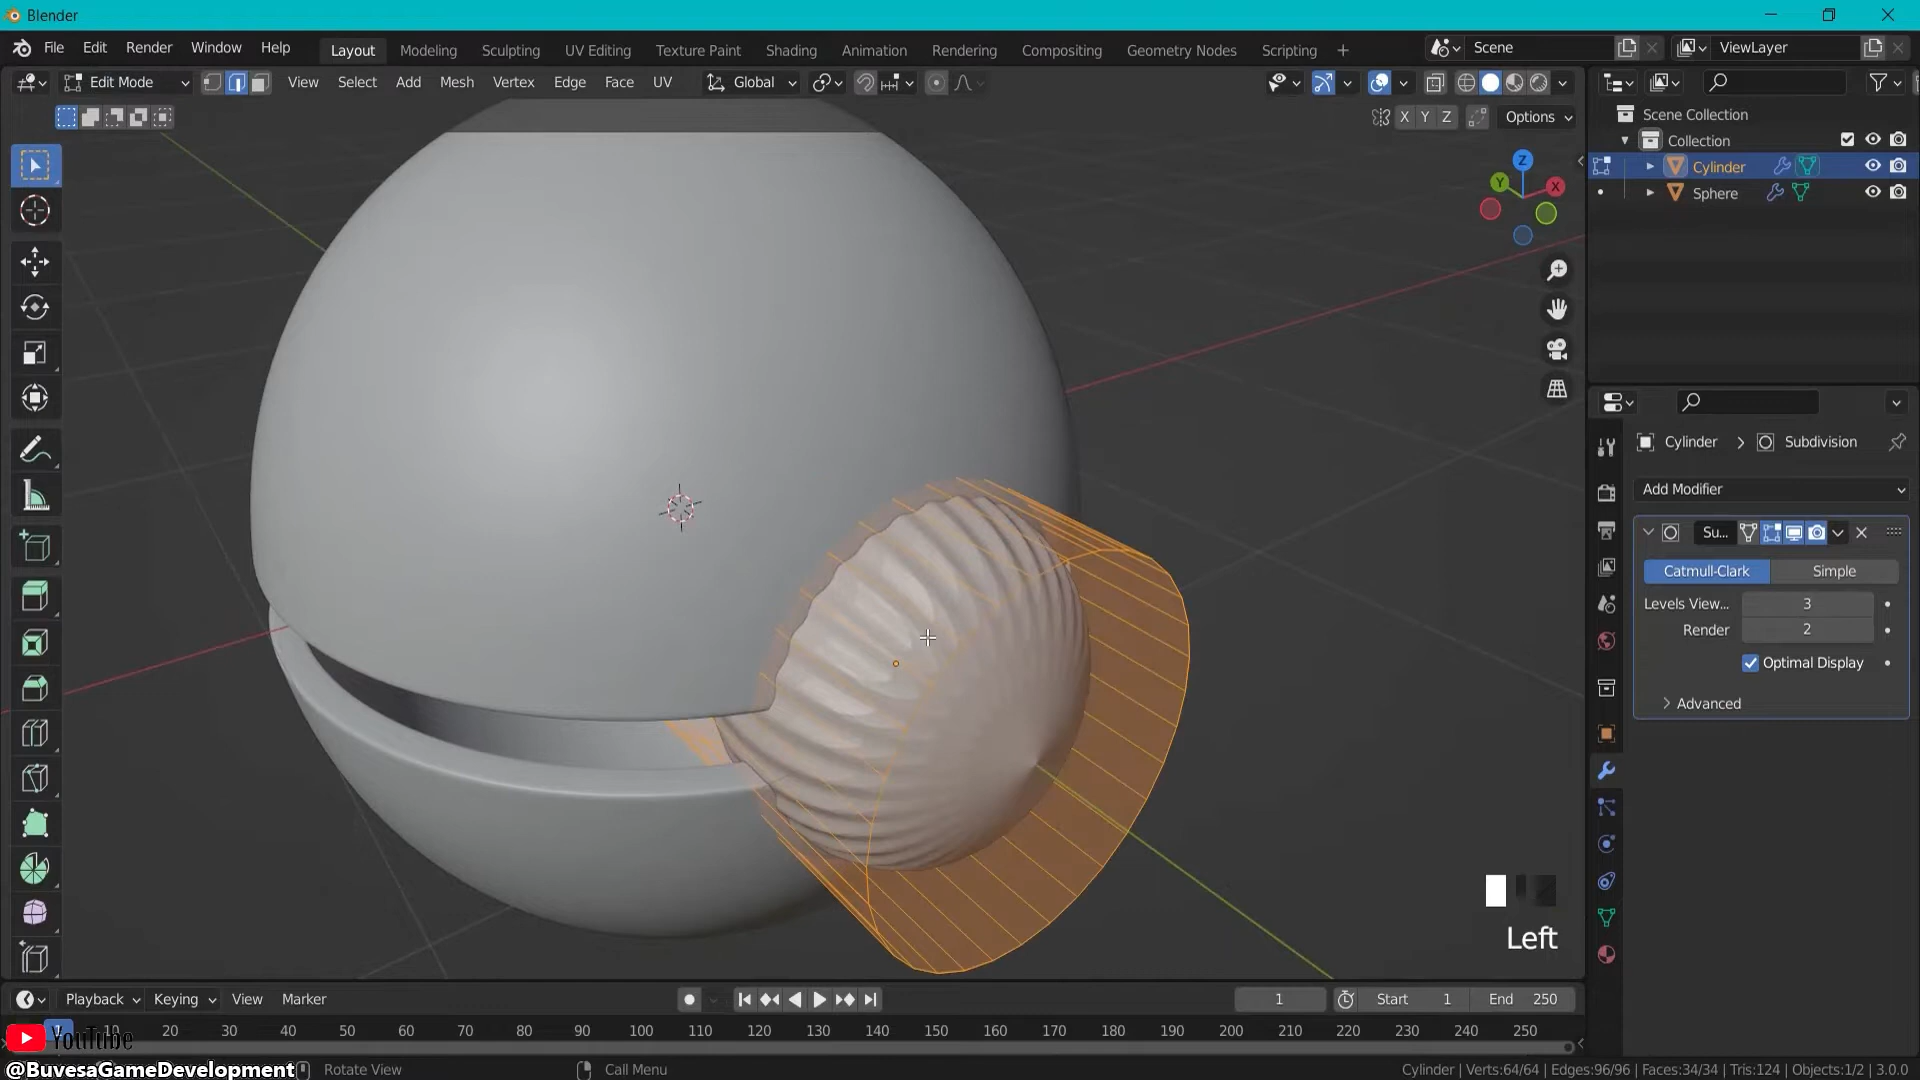 Blender
File Edit Render Window Help Layout Modeling Sculpting UV Editing Texture Paint Shading Animation Rendering Compositing Geometry Nodes Scripting + Scene ViewLayer
Edit Mode View Select Add Mesh Vertex Edge Face UV Global
X Y Z Options
Scene Collection
Collection
Cylinder
Sphere
Z
Y X
Cylinder > Subdivision
Add Modifier
Su...
Catmull-Clark Simple
Levels View... 3
Render 2
Optimal Display
Advanced
Left
Playback Keying View Marker 1 Start 1 End 250
10 20 30 40 50 60 70 80 90 100 110 120 130 140 150 160 170 180 190 200 210 220 230 240 250
YouTube
@BuvesaGameDevelopment Rotate View Call Menu Cylinder | Verts:64/64 | Edges:96/96 | Faces:34/34 | Tris:124 | Objects:1/2 | 3.0.0